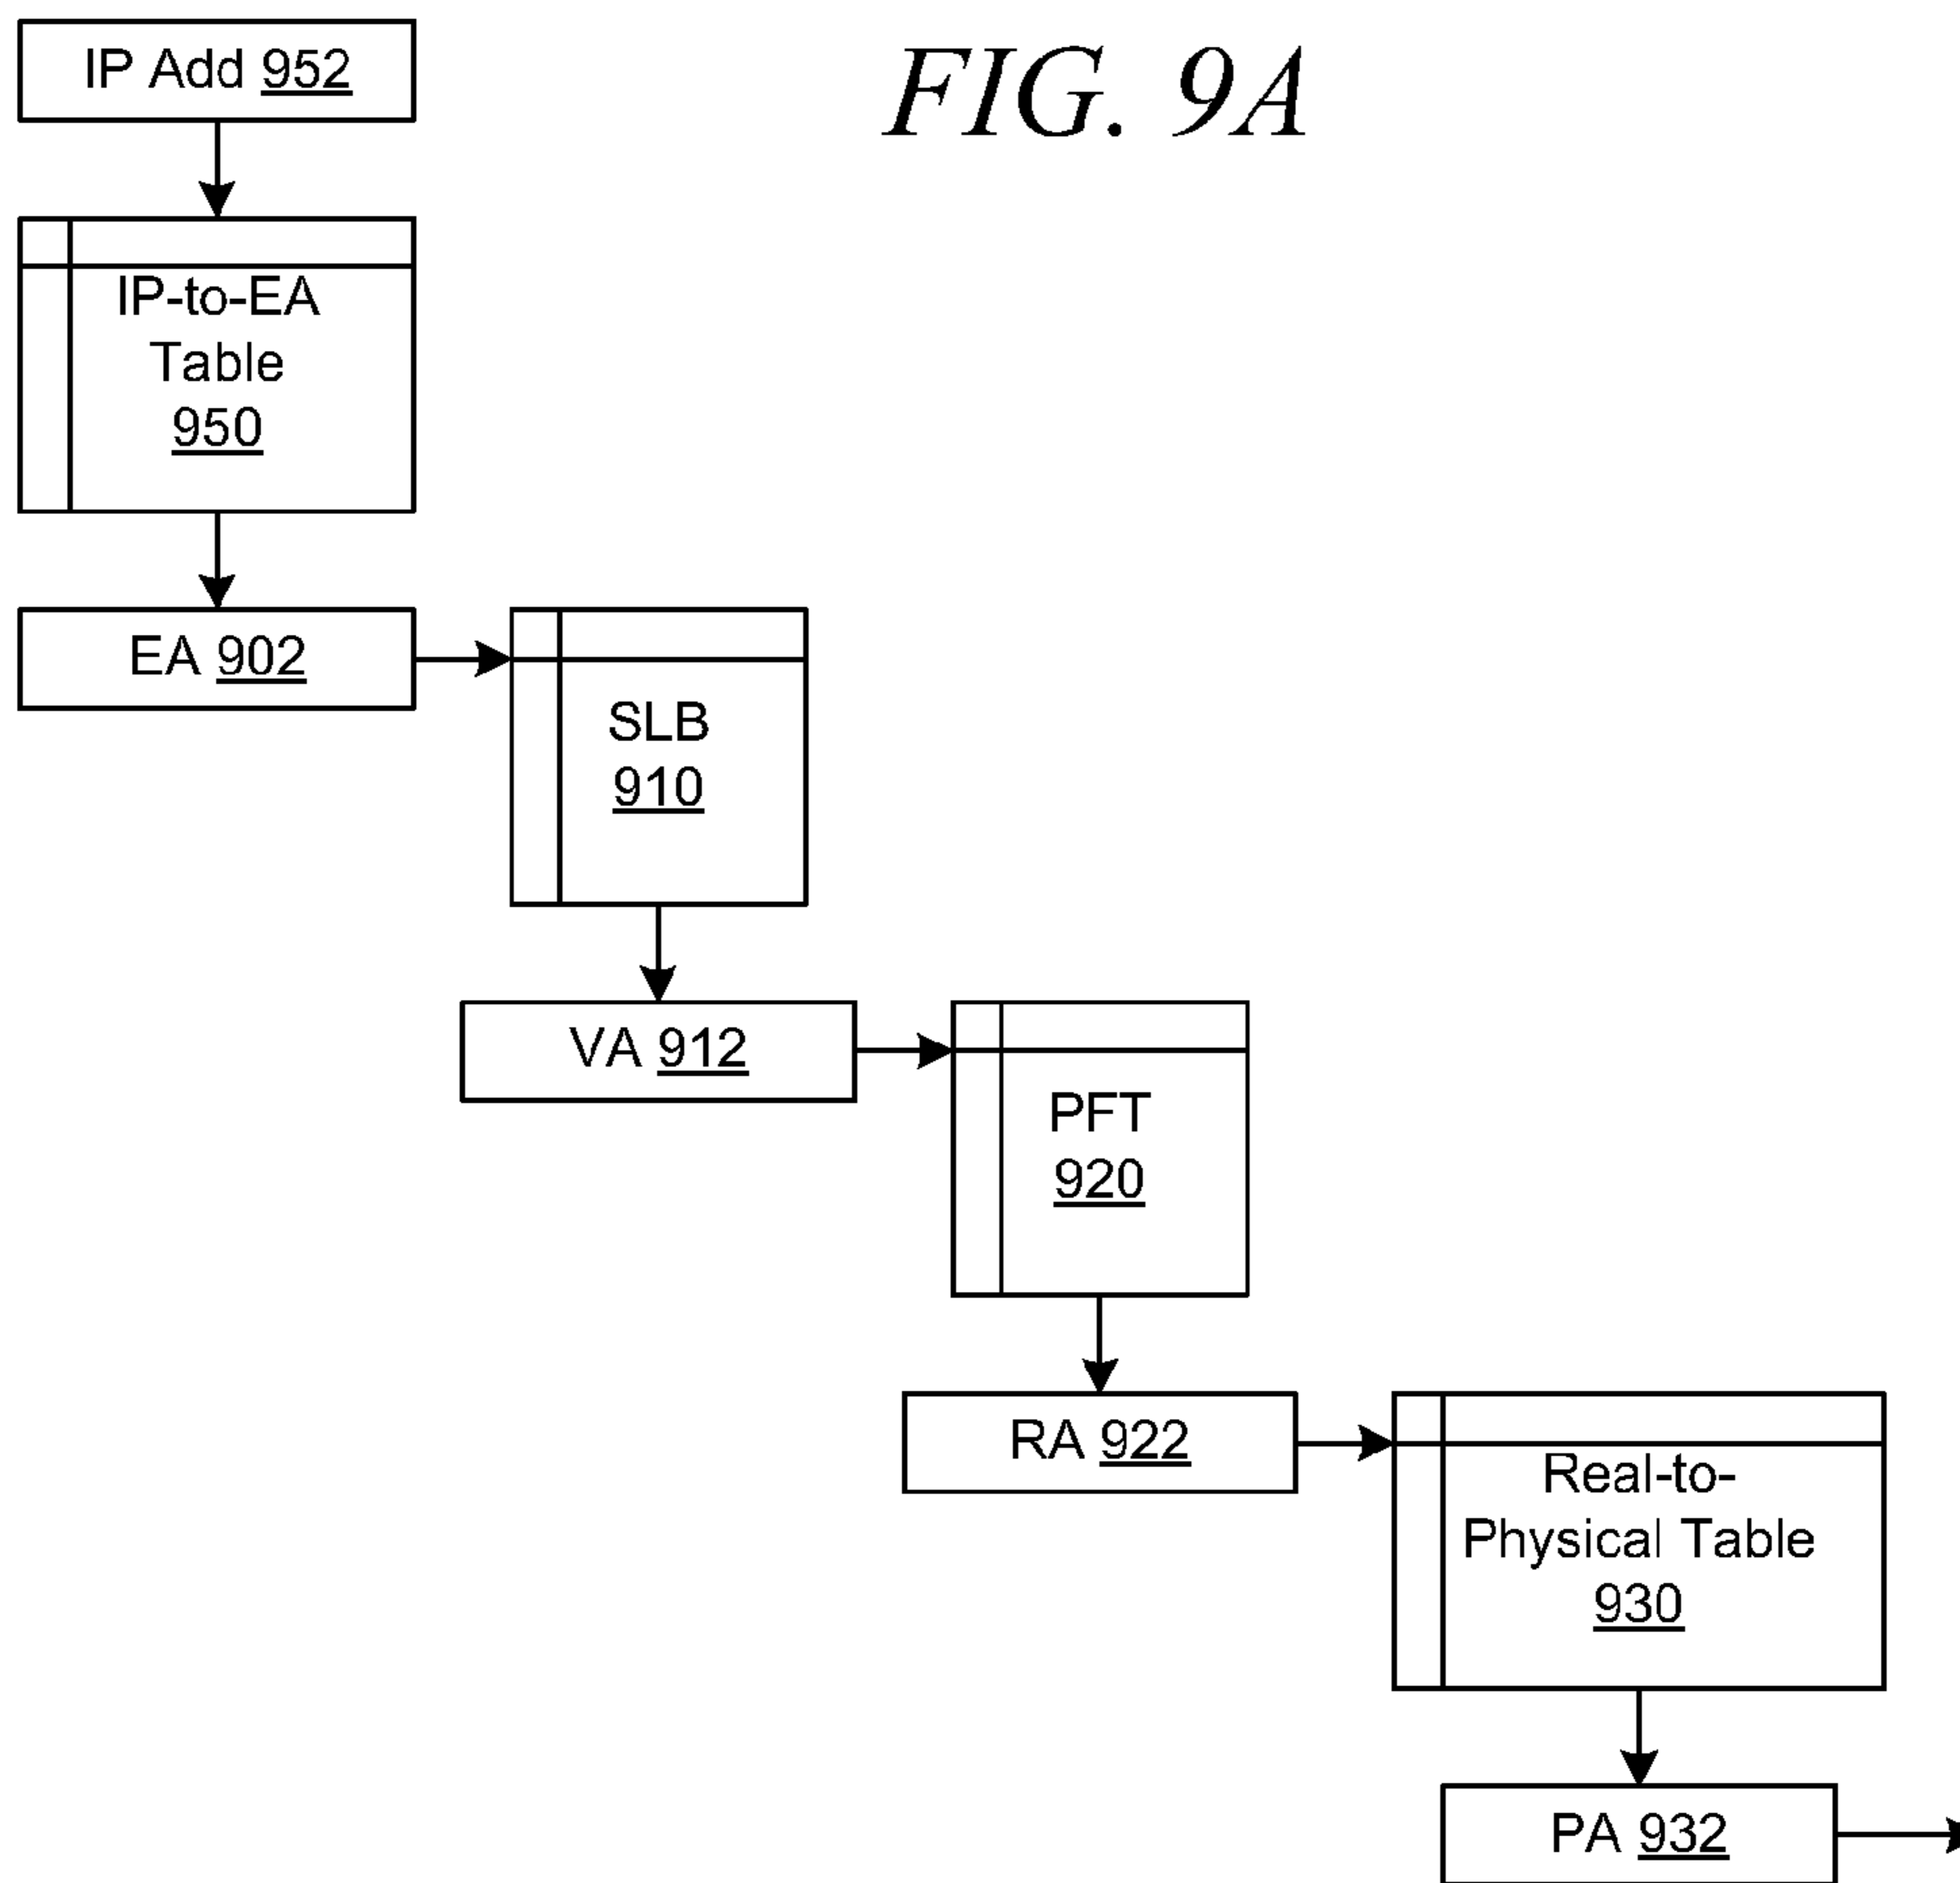 FIG. 9A
IP Add 952
IP-to-EA
Table
950
EA 902
SLB
910
VA 912
PFT
920
RA 922
Real-to-
Physical Table
930
PA 932